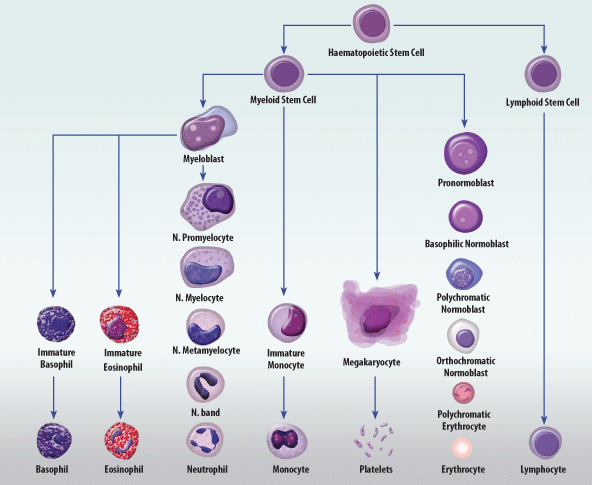 Haematopoietic Stem Cell
Myeloid Stem Cell
Lymphoid Stem Cell
Myeloblast
Pronormoblast
N. Promyelocyte
Basophilic Normoblast
N. Myelocyte
Polychromatic
Normoblast
Immature
Basophil
Immature
Eosinophil
N. Metamyelocyte
Immature
Monocyte
Megakaryocyte
Orthochromatic
Normoblast
N. band
Polychromatic
Erythrocyte
Basophil
Eosinophil
Neutrophil
Monocyte
Platelets
Erythrocyte
Lymphocyte